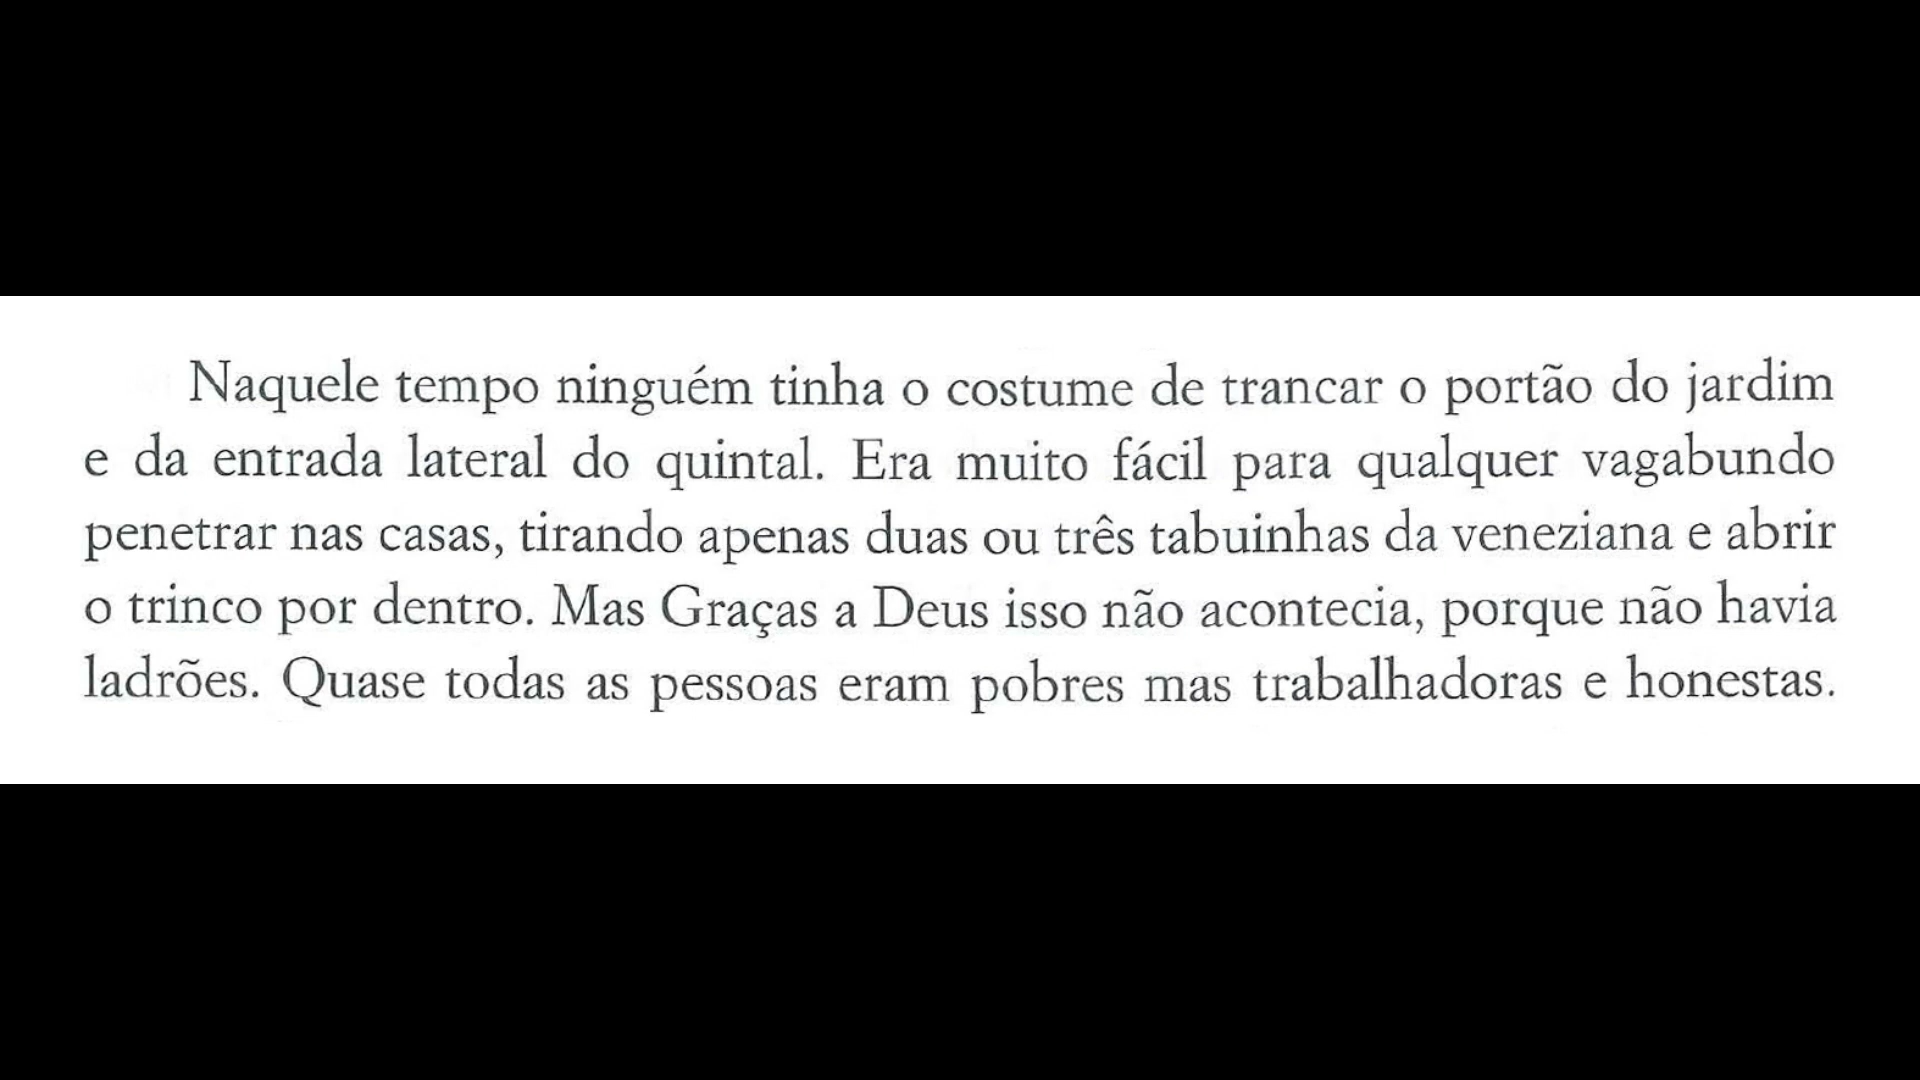 Naquele tempo ninguém tinha o costume de trancar o portão do jardim
e da entrada lateral do quintal. Era muito fácil para qualquer vagabundo
penetrar nas casas, tirando apenas duas ou três tabuinhas da veneziana e abrir
o trinco por dentro. Mas Graças a Deus isso não acontecia, porque não havia
ladrões. Quase todas as pessoas eram pobres mas trabalhadoras e honestas.